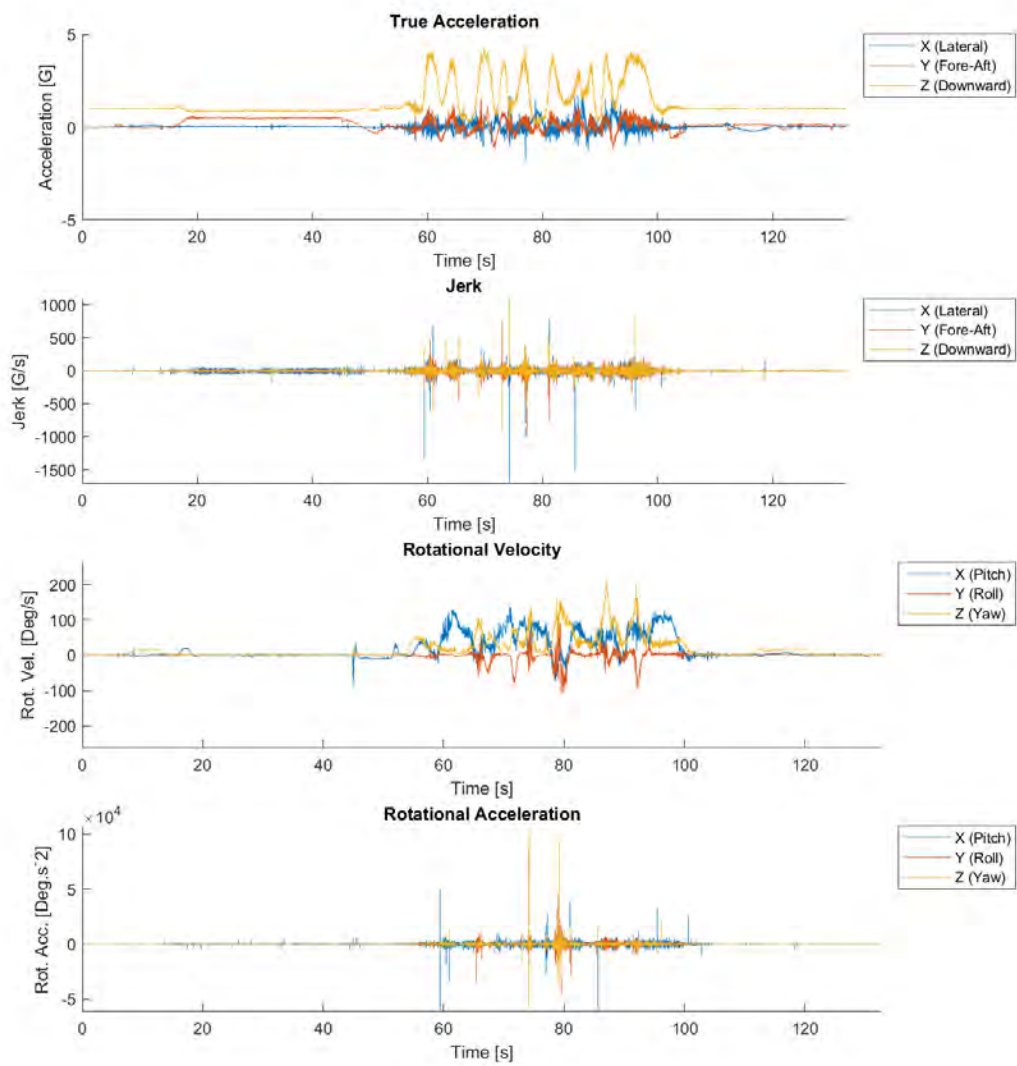 True Acceleration
5
0
-5
Acceleration [G]
0 20 40 60 80 100 120
Time [s]
X (Lateral)
Y (Fore-Aft)
Z (Downward)
Jerk
1000
500
0
-500
-1000
-1500
Jerk [G/s]
0 20 40 60 80 100 120
Time [s]
X (Lateral)
Y (Fore-Aft)
Z (Downward)
Rotational Velocity
200
100
0
-100
-200
Rot. Vel. [Deg/s]
0 20 40 60 80 100 120
Time [s]
X (Pitch)
Y (Roll)
Z (Yaw)
Rotational Acceleration
× 10^4
10
5
0
-5
Rot. Acc. [Deg.s^2]
0 20 40 60 80 100 120
Time [s]
X (Pitch)
Y (Roll)
Z (Yaw)